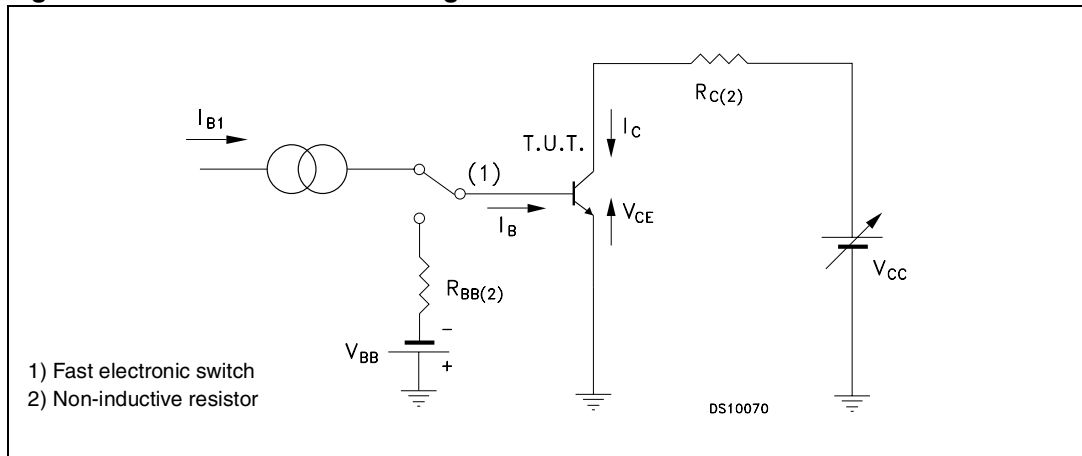 I_B1
R_C(2)
I_C
T.U.T.
(1)
I_B
V_CE
V_CC
R_BB(2)
V_BB
−
+
1) Fast electronic switch
2) Non-inductive resistor
DS10070